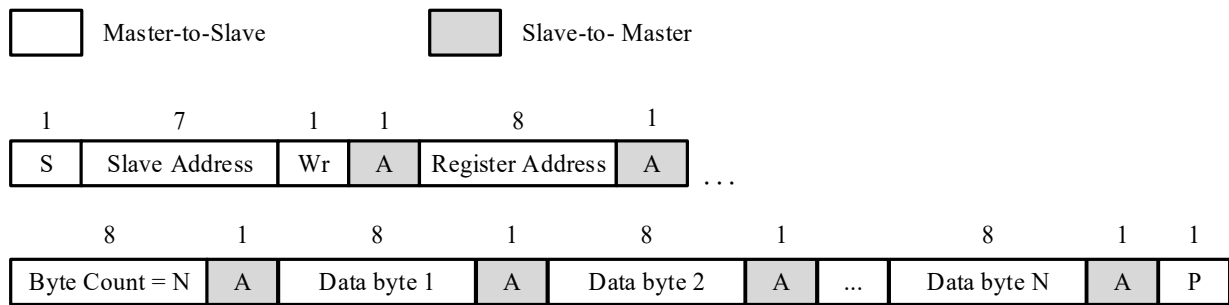 Master-to-Slave Slave-to- Master
1 7 1 1 8 1
S Slave Address Wr A Register Address A ...
8 1 8 1 8 1 8 1 1
Byte Count = N A Data byte 1 A Data byte 2 A ... Data byte N A P